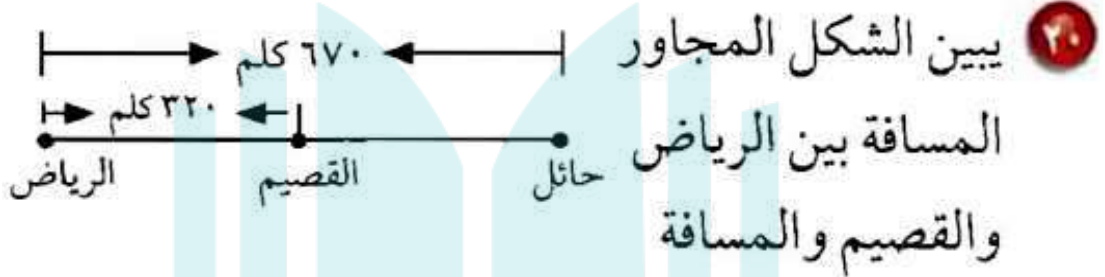 ٢٠ يبين الشكل المجاور
المسافة بين الرياض
والقصيم والمسافة
٦٧٠ كلم
٣٢٠ كلم
حائل القصيم الرياض